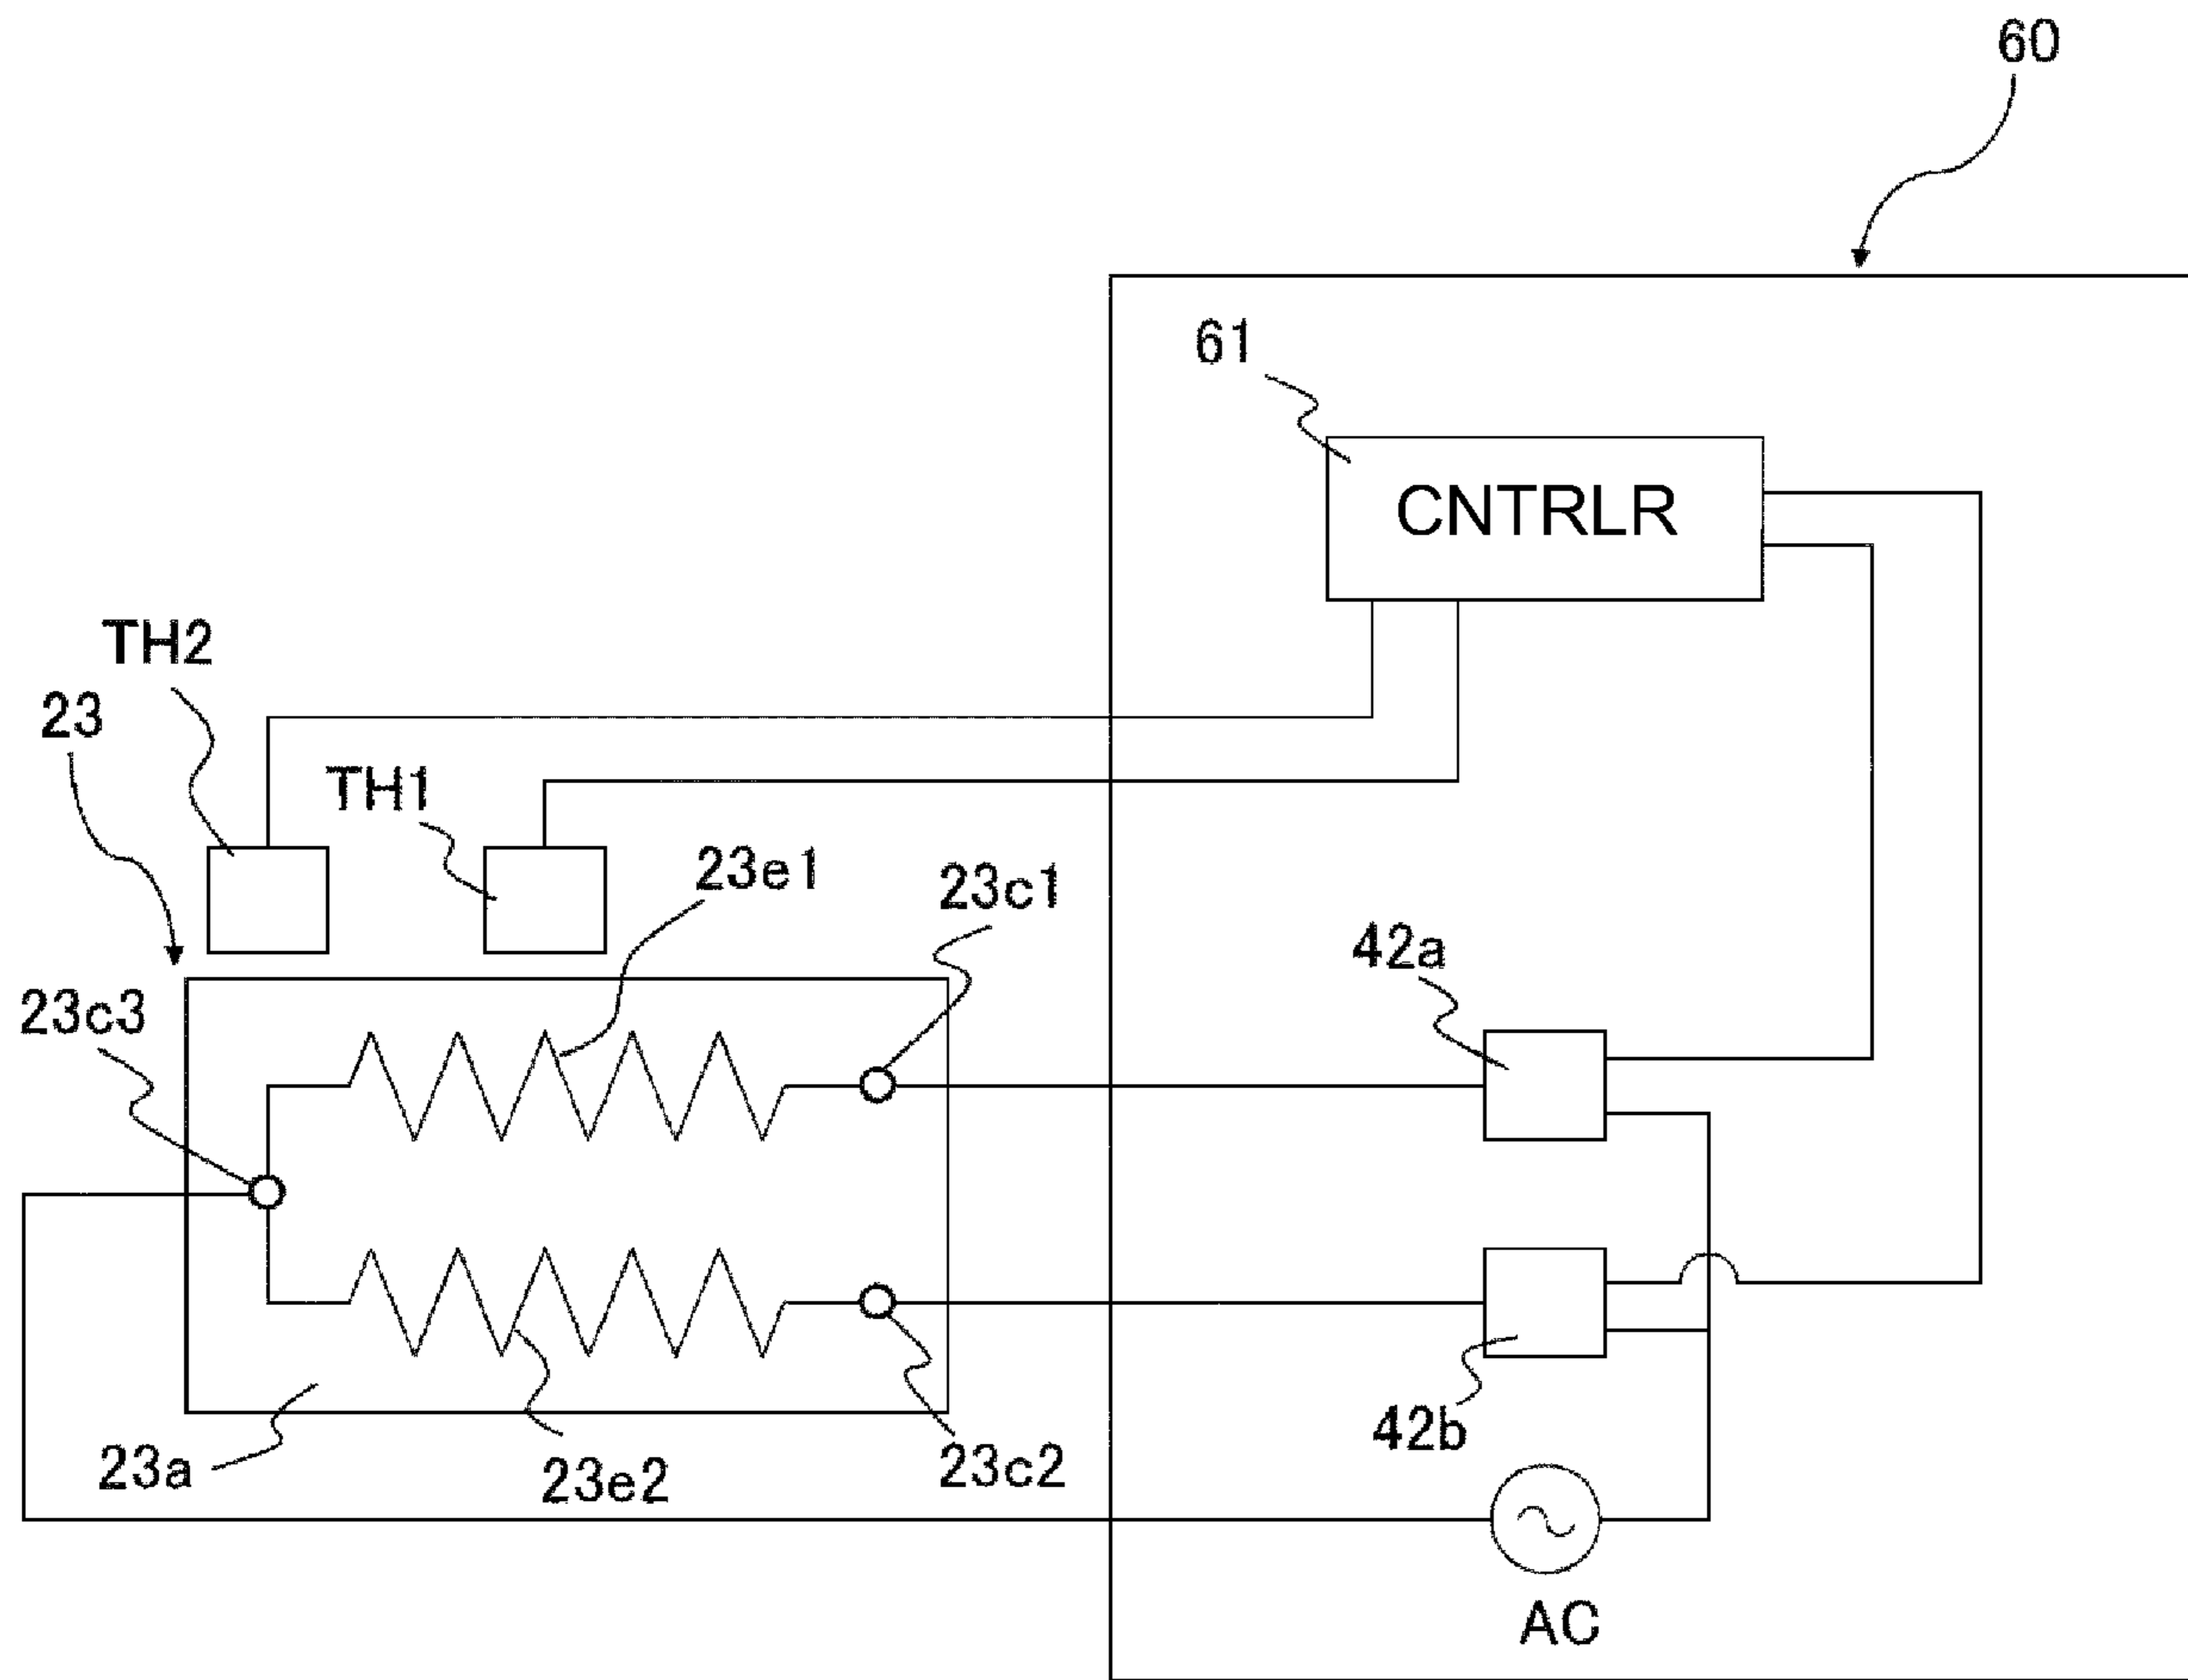 60
61
CNTRLR
TH2
23
TH1
23e1
23c1
42a
23c3
42b
23a
23e2
23c2
AC